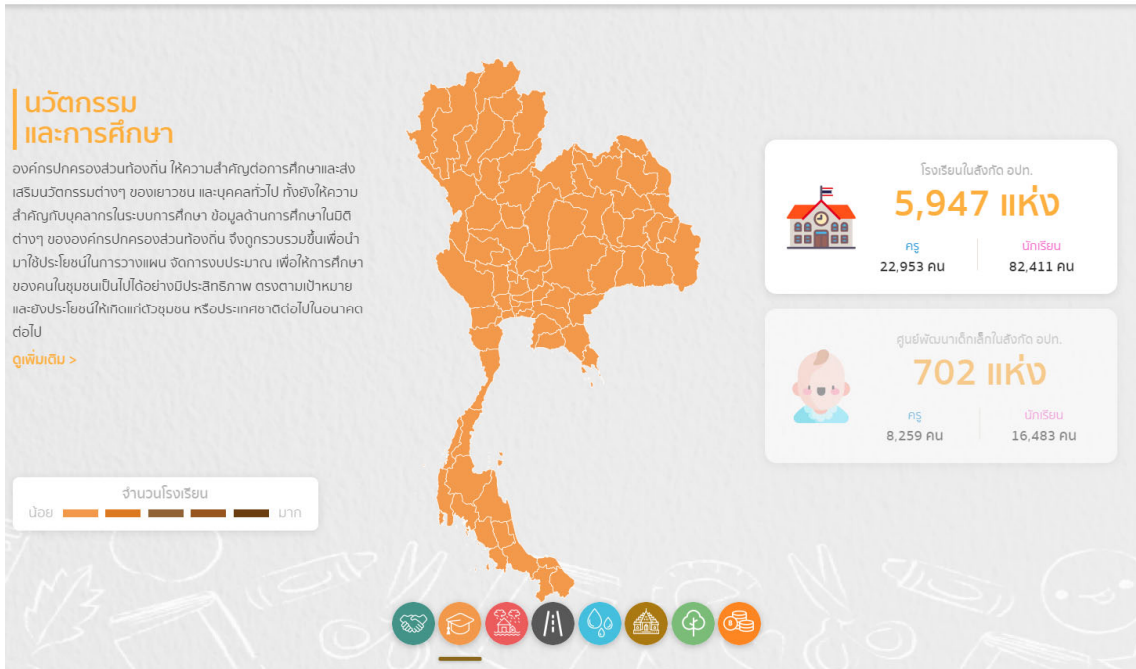 นวัตกรรม
และการศึกษา
องค์กรปกครองส่วนท้องถิ่น ให้ความสำคัญต่อการศึกษาและส่ง
เสริมนวัตกรรมต่างๆ ของเยาวชน และบุคคลทั่วไป ทั้งยังให้ความ
สำคัญกับบุคลากรในระบบการศึกษา ข้อมูลด้านการศึกษาในมิติ
ต่างๆ ขององค์กรปกครองส่วนท้องถิ่น จึงถูกรวบรวมขึ้นเพื่อนำ
มาใช้ประโยชน์ในการวางแผน จัดการงบประมาณ เพื่อให้การศึกษา
ของคนในชุมชนเป็นไปได้อย่างมีประสิทธิภาพ ตรงตามเป้าหมาย
และยังประโยชน์ให้เกิดแก่ตัวชุมชน หรือประเทศชาติต่อไปในอนาคต
ต่อไป
ดูเพิ่มเติม >
จำนวนโรงเรียน
น้อย มาก
โรงเรียนในสังกัด อปท.
5,947 แห่ง
ครู นักเรียน
22,953 คน 82,411 คน
ศูนย์พัฒนาเด็กเล็กในสังกัด อปท.
702 แห่ง
ครู นักเรียน
8,259 คน 16,483 คน